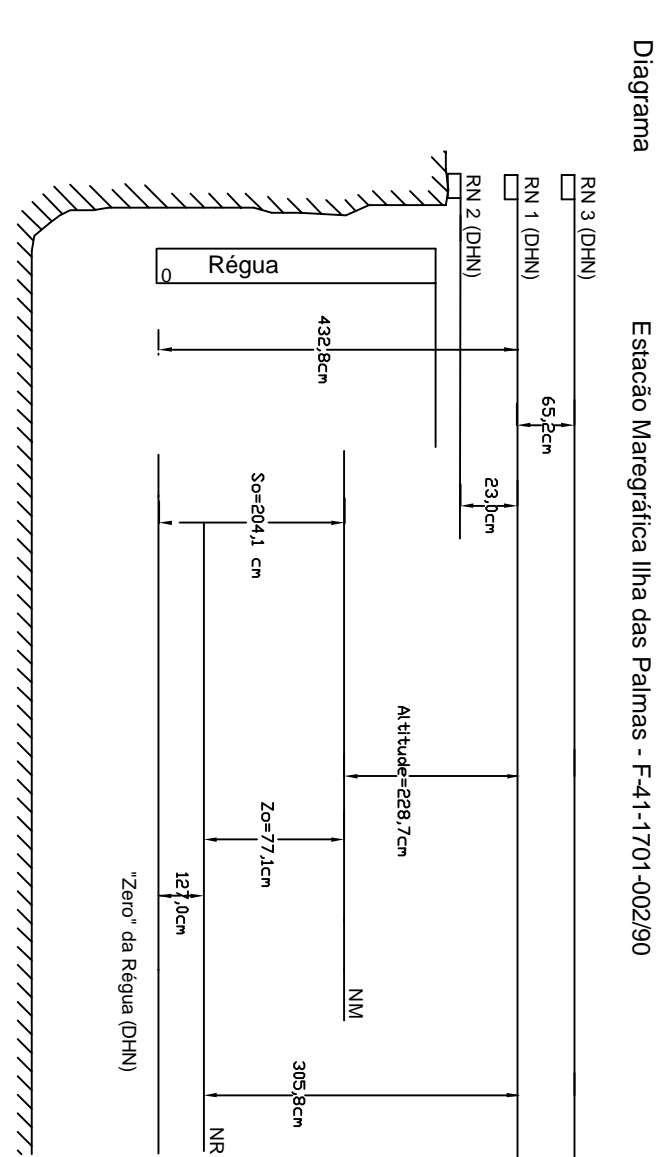 Diagrama
Estacão Maregráfica Ilha das Palmas - F-41-1701-002/90
RN 3 (DHN)
RN 1 (DHN)
RN 2 (DHN)
0
Régua
432,8cm
65,2cm
23,0cm
So=204,1 cm
Altitude=228,7cm
Zo=77,1cm
127,0cm
"Zero" da Régua (DHN)
NM
305,8cm
NR